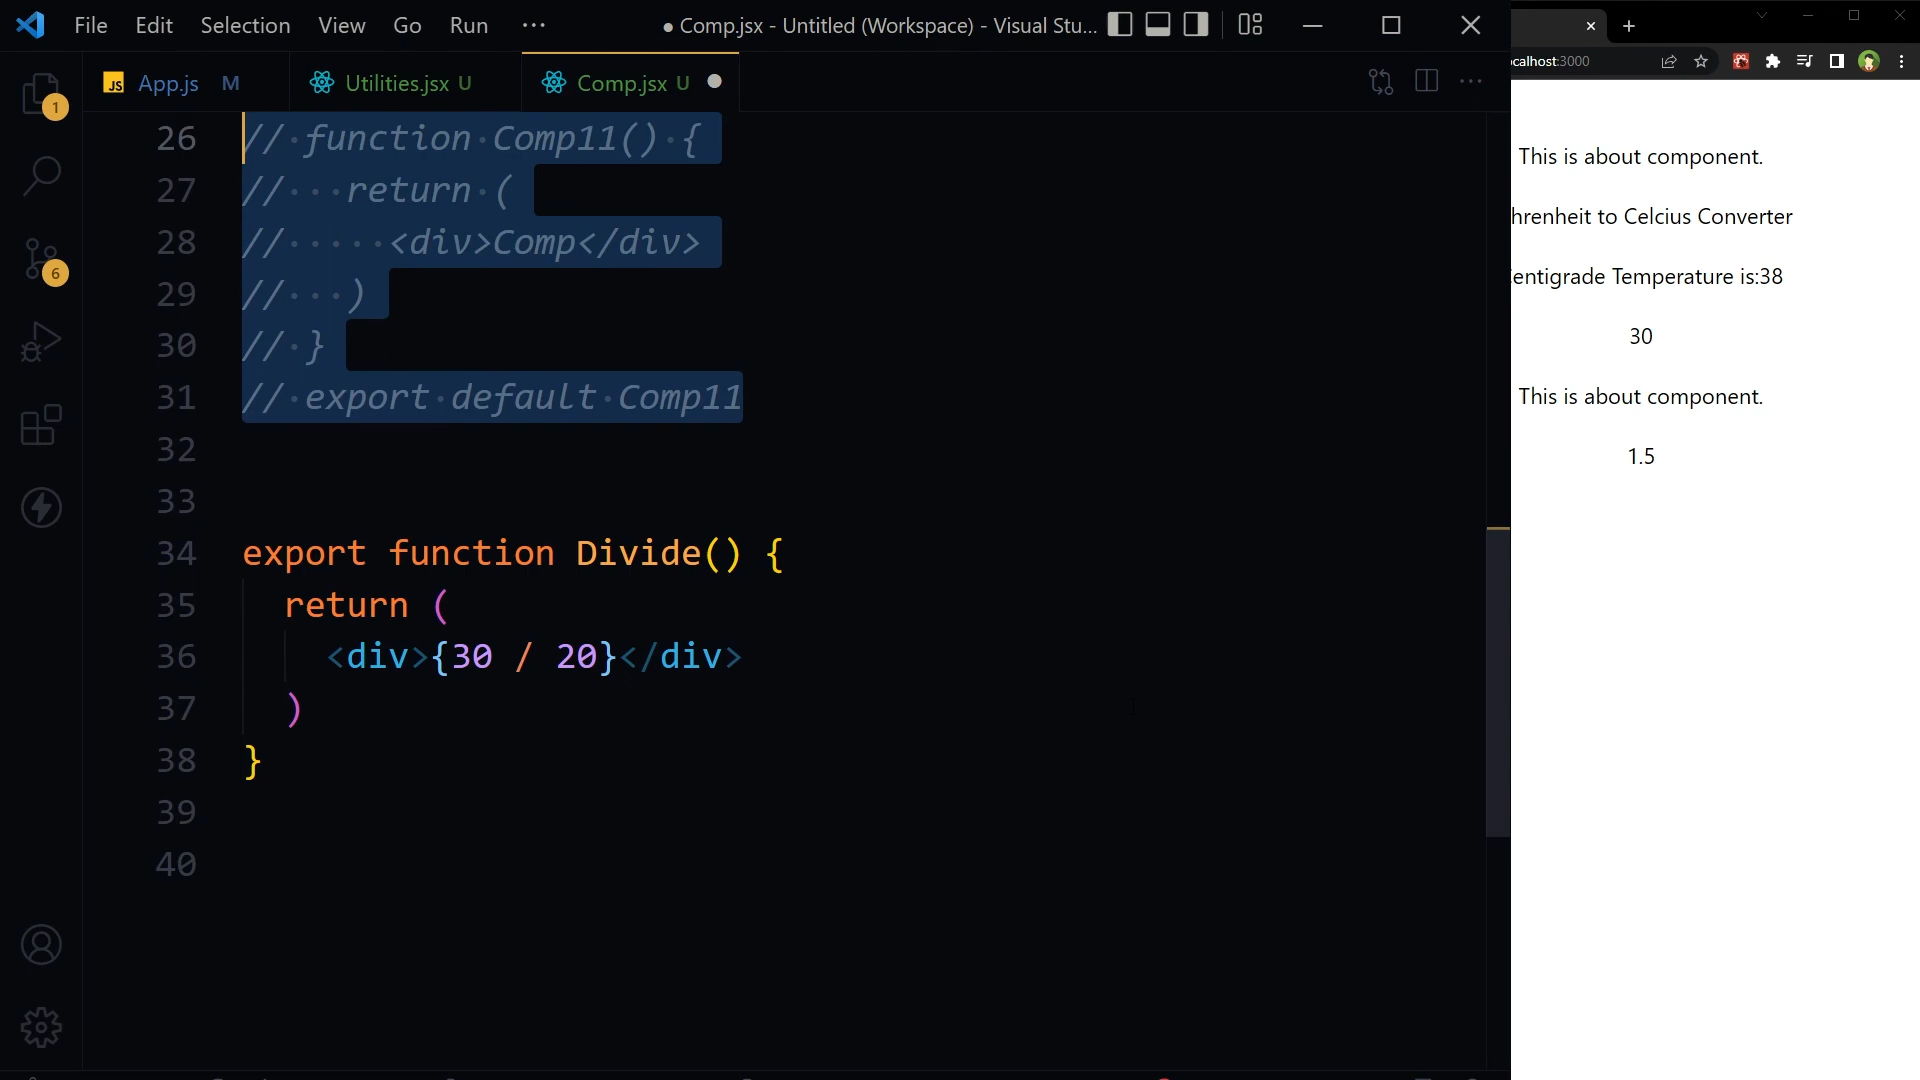 File Edit Selection View Go Run ··· ● Comp.jsx - Untitled (Workspace) - Visual Stu...
App.js M Utilities.jsx U Comp.jsx U
26 // function Comp11() {
27 //   return (
28 //     <div>Comp</div>
29 //   )
30 // }
31 // export default Comp11
32
33
34 export function Divide() {
35   return (
36     <div>{30 / 20}</div>
37   )
38 }
39
40
1
6
ocalhost:3000
This is about component.
hrenheit to Celcius Converter
entigrade Temperature is:38
30
This is about component.
1.5